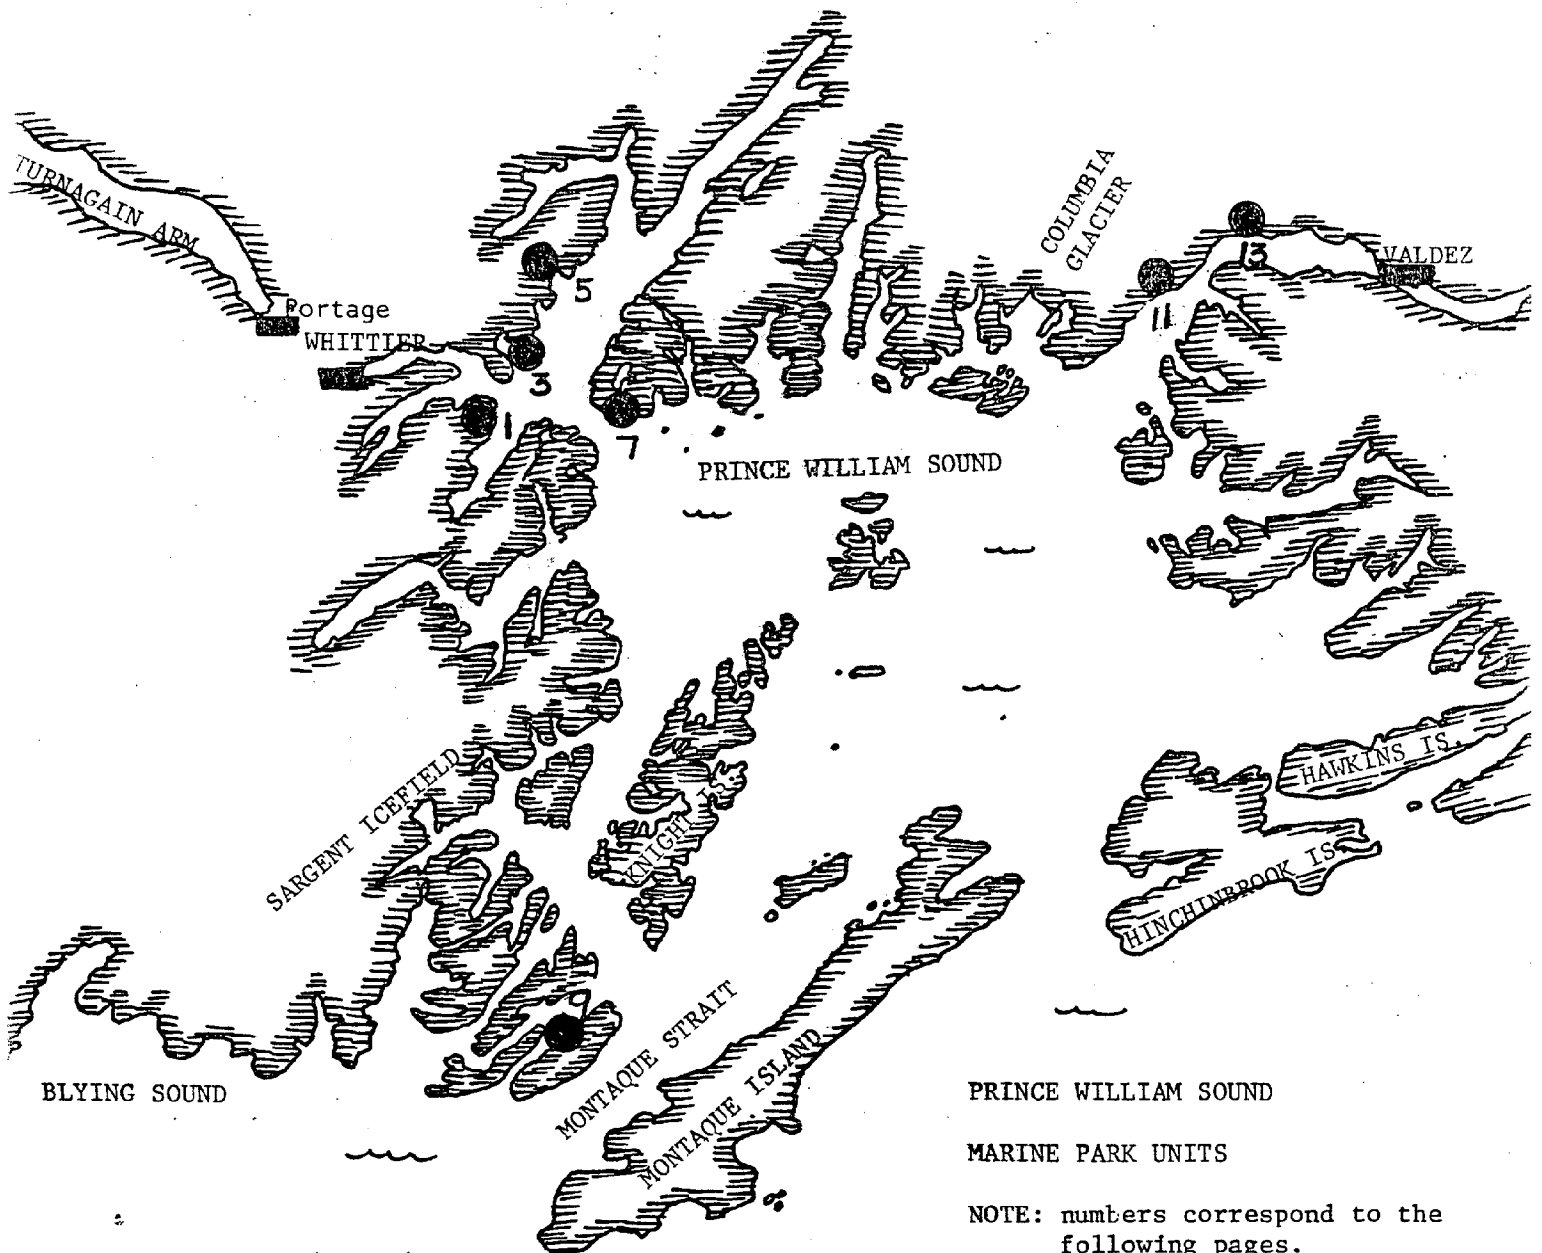 TURNAGAIN ARM
COLUMBIA
GLACIER
VALDEZ
Portage
WHITTIER
13
5
11
3
1
7
PRINCE WILLIAM SOUND
SARGENT ICEFIELD
KNIGHT IS.
HAWKINS IS.
HINCHINBROOK IS.
9
MONTAQUE STRAIT
MONTAQUE ISLAND
BLYING SOUND
PRINCE WILLIAM SOUND
MARINE PARK UNITS
NOTE: numbers correspond to the
following pages.